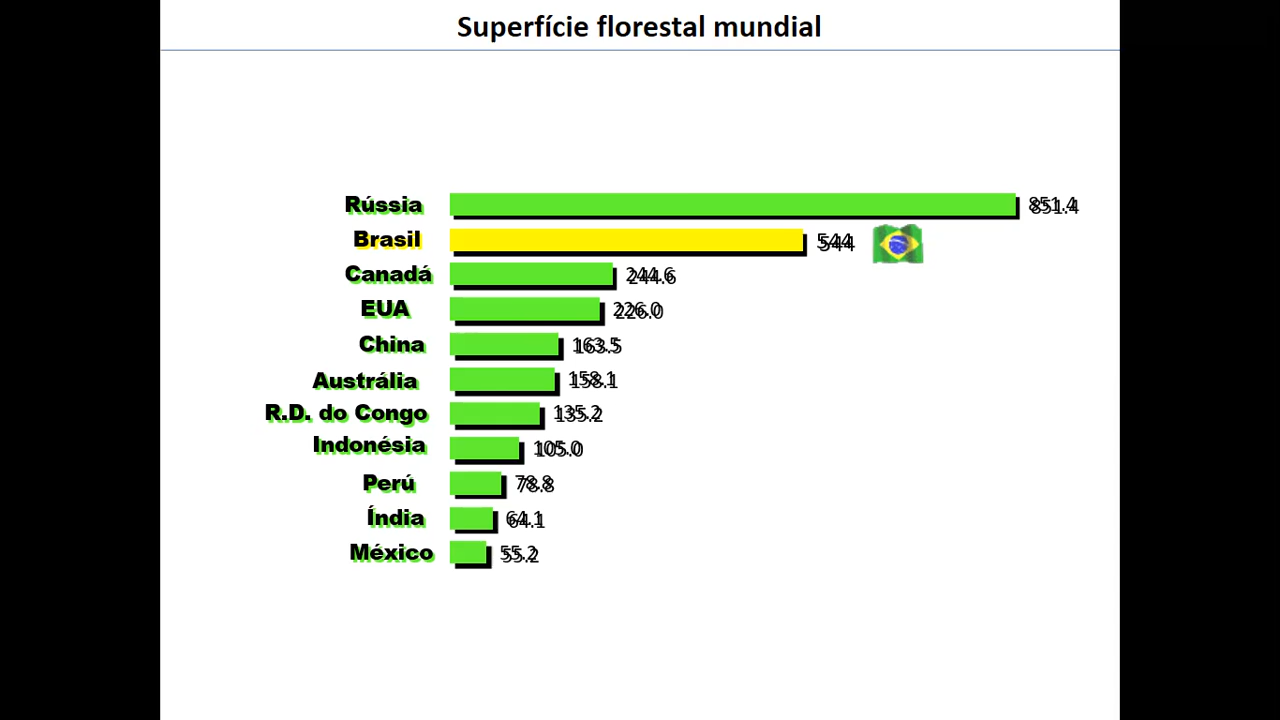 Superfície florestal mundial
Rússia 851.4
Brasil 544
Canadá 244.6
EUA 226.0
China 163.5
Austrália 158.1
R.D. do Congo 135.2
Indonésia 105.0
Perú 78.8
Índia 64.1
México 55.2